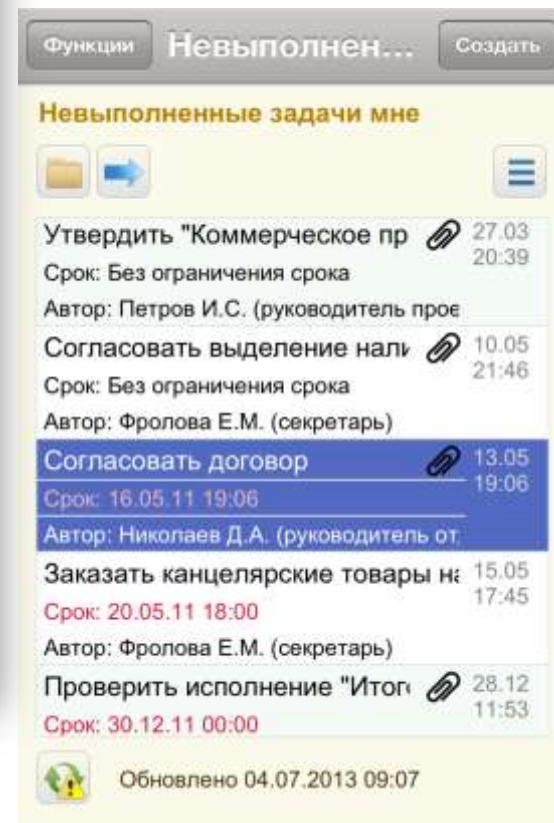 Функции Невыполнен... Создать
Невыполненные задачи мне
Утвердить "Коммерческое пр 27.03
20:39
Срок: Без ограничения срока
Автор: Петров И.С. (руководитель прое
Согласовать выделение нали 10.05
21:46
Срок: Без ограничения срока
Автор: Фролова Е.М. (секретарь)
Согласовать договор 13.05
19:06
Срок: 16.05.11 19:06
Автор: Николаев Д.А. (руководитель от
Заказать канцелярские товары на 15.05
17:45
Срок: 20.05.11 18:00
Автор: Фролова Е.М. (секретарь)
Проверить исполнение "Итого 28.12
11:53
Срок: 30.12.11 00:00
Обновлено 04.07.2013 09:07